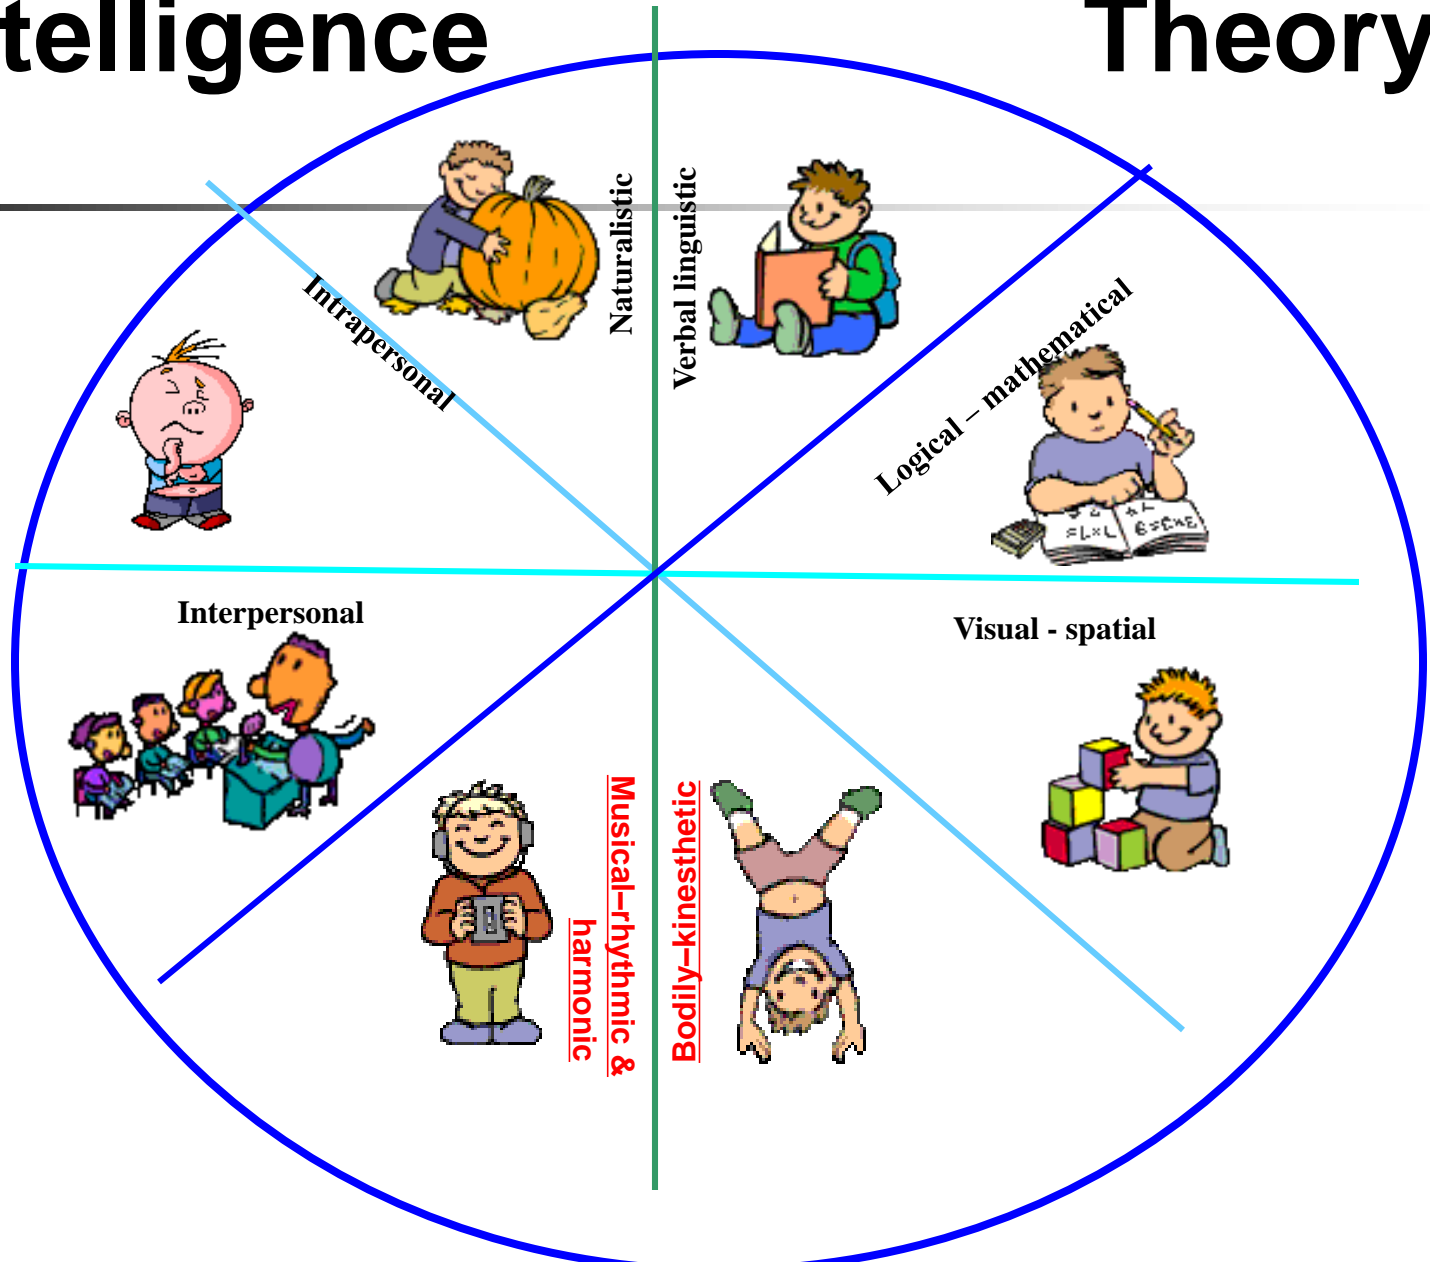 telligence
Theory
Naturalistic
Verbal linguistic
Intrapersonal
Logical – mathematical
Interpersonal
Visual - spatial
Musical–rhythmic &
harmonic
Bodily–kinesthetic